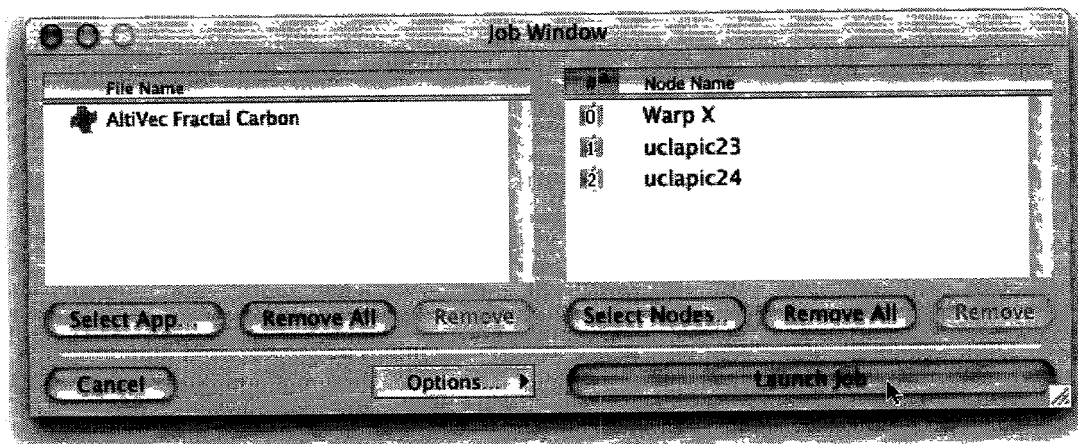 Job Window
File Name
AltiVec Fractal Carbon
# Node Name
0 Warp X
1 uclapic23
2 uclapic24
Select App... Remove All Remove
Select Nodes... Remove All Remove
Cancel Options... Launch Job